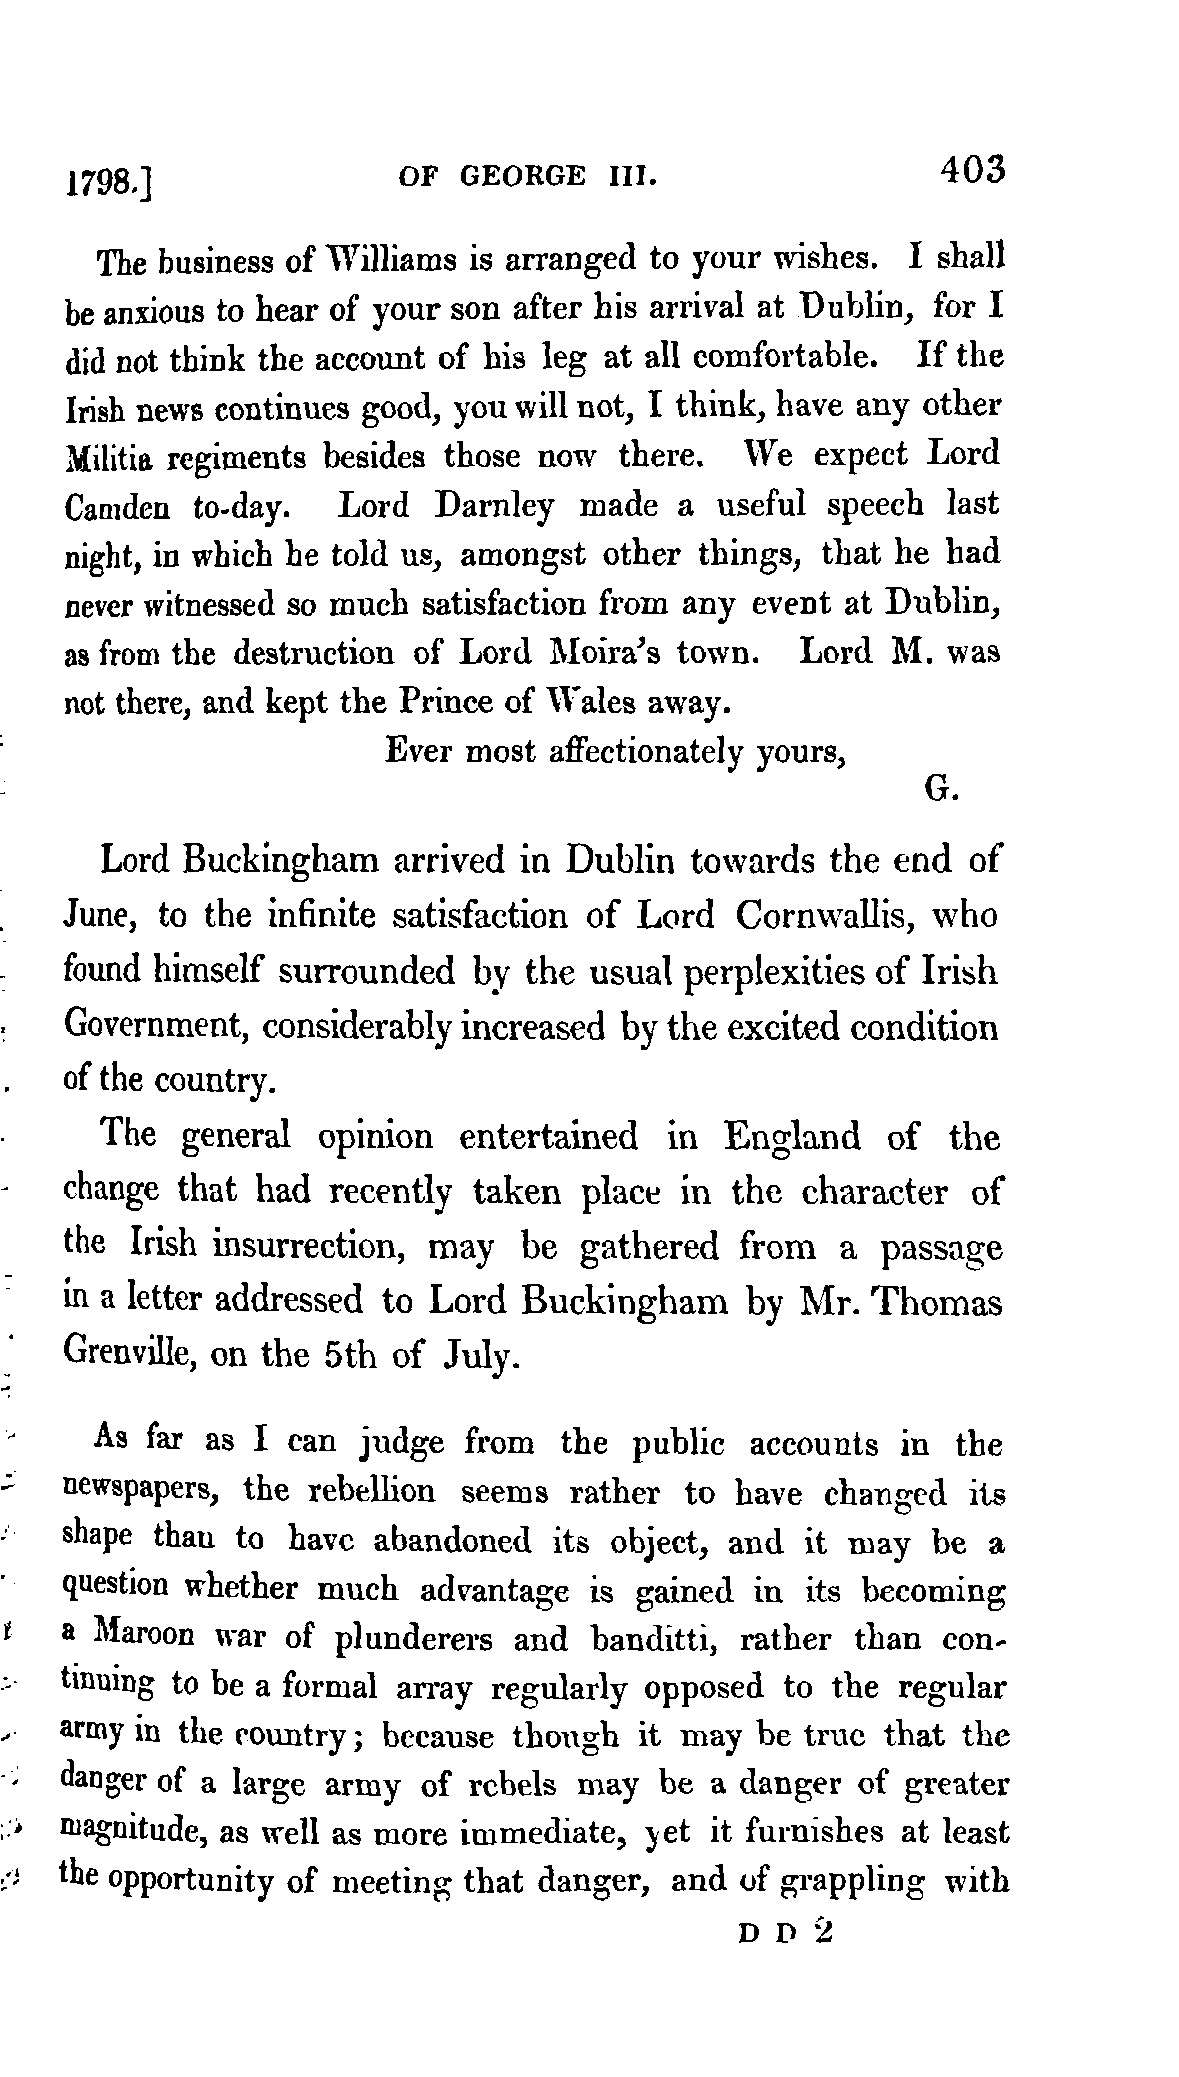 1798.] OF GEORGE III. 403
The business of Williams is arranged to your wishes. I shall
be anxious to hear of your son after his arrival at Dublin, for I
did not think the account of his leg at all comfortable. If the
Irish news continues good, you will not, I think, have any other
Militia regiments besides those now there. We expect Lord
Camden to-day. Lord Darnley made a useful speech last
night, in which he told us, amongst other things, that he had
never witnessed so much satisfaction from any event at Dublin,
as from the destruction of Lord Moira's town. Lord M. was
not there, and kept the Prince of Wales away.
Ever most affectionately yours,
G.
Lord Buckingham arrived in Dublin towards the end of
June, to the infinite satisfaction of Lord Cornwallis, who
found himself surrounded by the usual perplexities of Irish
Government, considerably increased by the excited condition
of the country.
The general opinion entertained in England of the
change that had recently taken place in the character of
the Irish insurrection, may be gathered from a passage
in a letter addressed to Lord Buckingham by Mr. Thomas
Grenville, on the 5th of July.
As far as I can judge from the public accounts in the
newspapers, the rebellion seems rather to have changed its
shape than to have abandoned its object, and it may be a
question whether much advantage is gained in its becoming
a Maroon war of plunderers and banditti, rather than con-
tinuing to be a formal array regularly opposed to the regular
army in the country; because though it may be true that the
danger of a large army of rebels may be a danger of greater
magnitude, as well as more immediate, yet it furnishes at least
the opportunity of meeting that danger, and of grappling with
D D 2